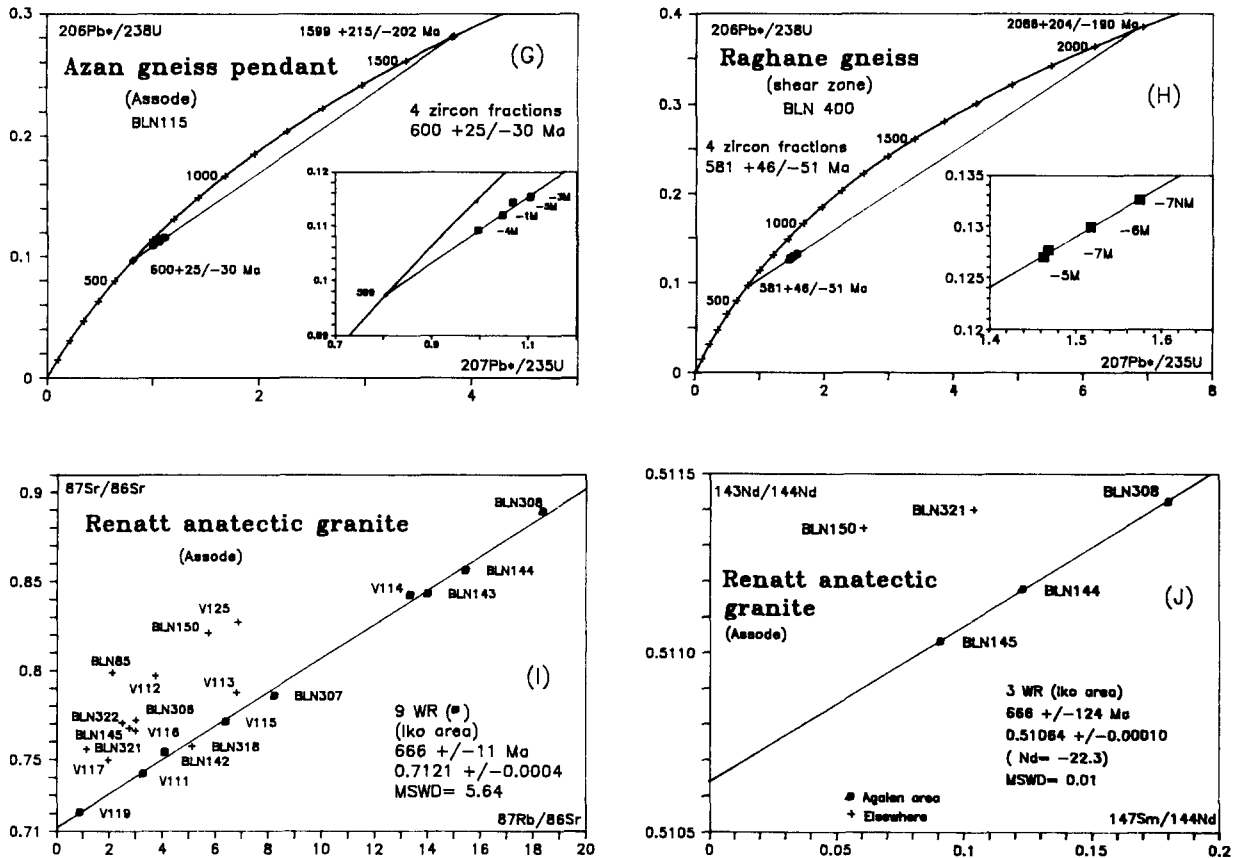 0.3
206Pb*/238U
1599 +215/-202 Ma
1500
(G)
Azan gneiss pendant
(Assode)
BLN115
4 zircon fractions
600 +25/-30 Ma
0.2
1000
0.12
-3M
-1M
-4M
0.11
0.1
500
600+25/-30 Ma
0.1
599
0.7
0.9
1.1
207Pb*/235U
0
0
2
4
0.4
206Pb*/238U
2066+204/-190 Ma
2000
Raghane gneiss
(shear zone)
BLN 400
(H)
0.3
1500
4 zircon fractions
581 +46/-51 Ma
0.2
1000
0.135
-7NM
-6M
0.13
-7M
-5M
0.125
0.12
0.1
500
581+46/-51 Ma
1.4
1.5
1.6
207Pb*/235U
0
0
2
4
6
8
0.9
87Sr/86Sr
BLN308
Renatt anatectic granite
(Assode)
0.85
BLN144
V114
BLN143
V125
BLN150
0.8
BLN85
V112
V113
(I)
BLN307
BLN306
BLN322
BLN145
V116
V115
BLN321
BLN318
0.75
V117
BLN142
V111
V119
9 WR (■)
(Iko area)
666 +/-11 Ma
0.7121 +/-0.0004
MSWD= 5.64
0.71
87Rb/86Sr
0 2 4 6 8 10 12 14 16 18 20
0.5115
143Nd/144Nd
BLN308
BLN321 +
BLN150 +
Renatt anatectic
granite
(Assode)
BLN144
(J)
BLN145
0.5110
3 WR (Iko area)
666 +/-124 Ma
0.51064 +/-0.00010
( Nd= -22.3)
MSWD= 0.01
■ Agalen area
+ Elsewhere
0.5105
147Sm/144Nd
0
0.05
0.1
0.15
0.2